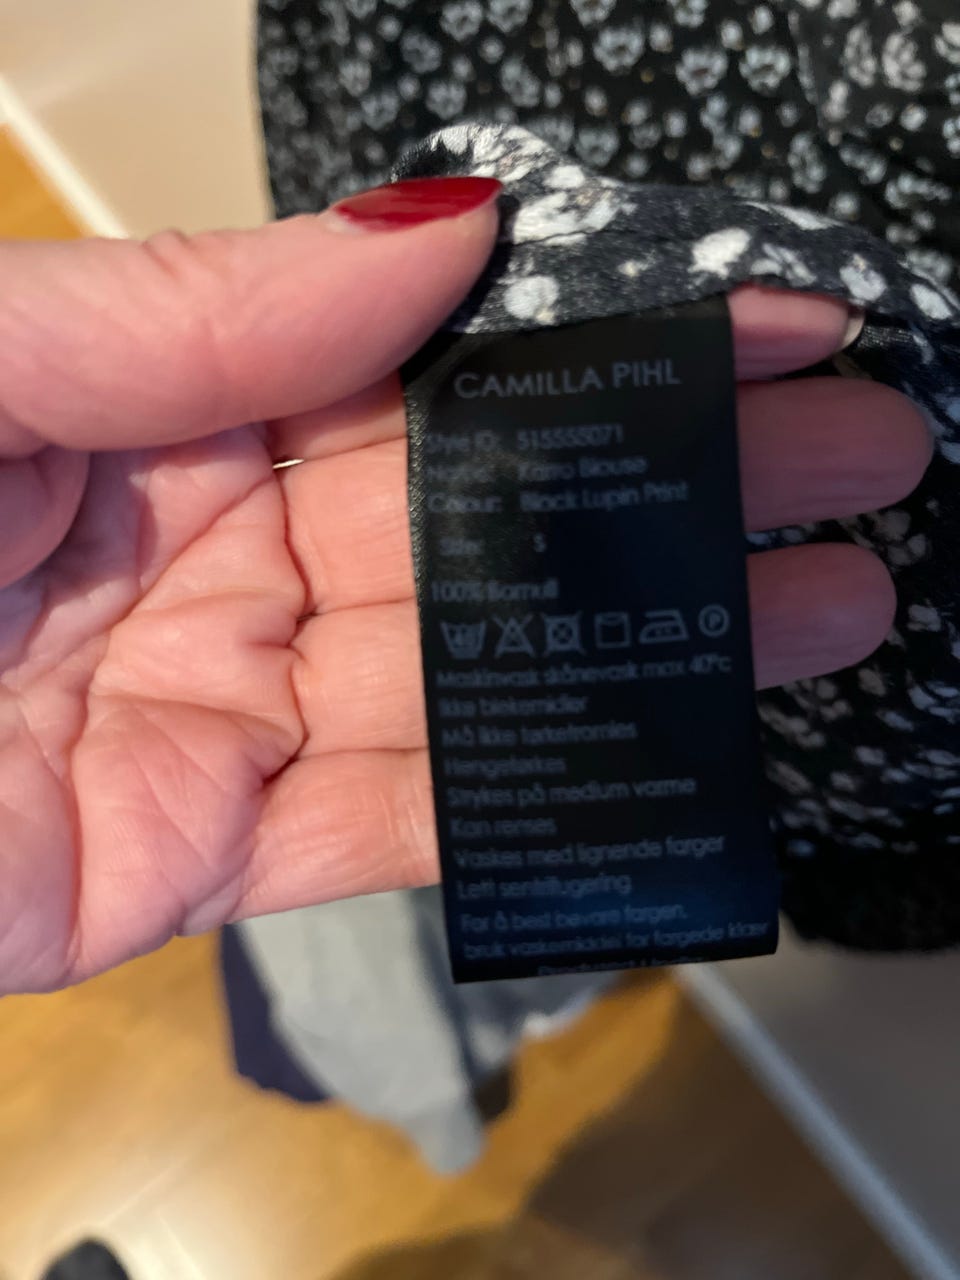 CAMILLA PIHL
Style ID: 515555071
Name: Karro Blouse
Colour: Black Lupin Print
Size: S
100% Bomull
P
Maskinvask skånevask max 40°c
Ikke blekemidler
Må ikke tørketromles
Hengetørkes
Strykes på medium varme
Kan renses
Vaskes med lignende farger
Lett sentrifugering
For å best bevare fargen,
bruk vaskemiddel for fargede klær